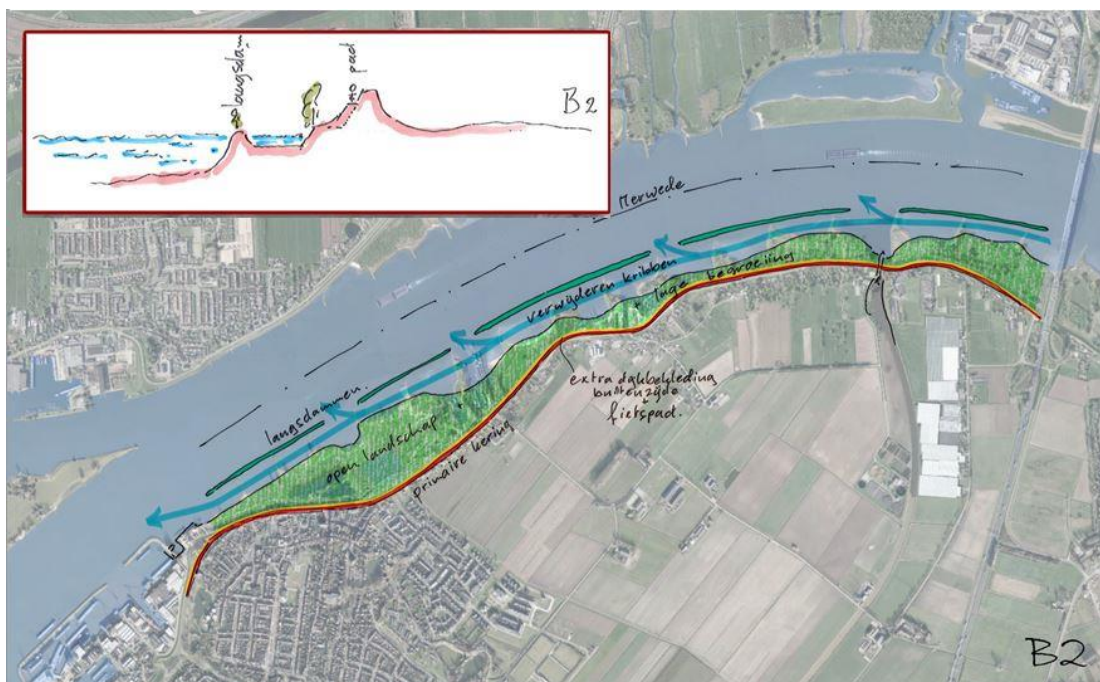 langsdam
pad
B2
Merwede
verwijderen kribben
+ lage begroeiing
langsdammen.
open landschap +
primaire kering
extra dijkbekleding
buitenzijde
+
fietspad.
B2